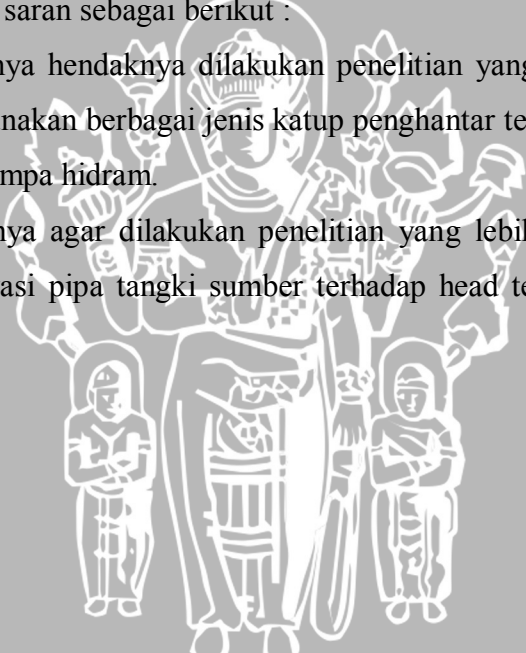 saran sebagai berikut :
nya hendaknya dilakukan penelitian yang
nakan berbagai jenis katup penghantar te
mpa hidram.
nya agar dilakukan penelitian yang lebil
asi pipa tangki sumber terhadap head te